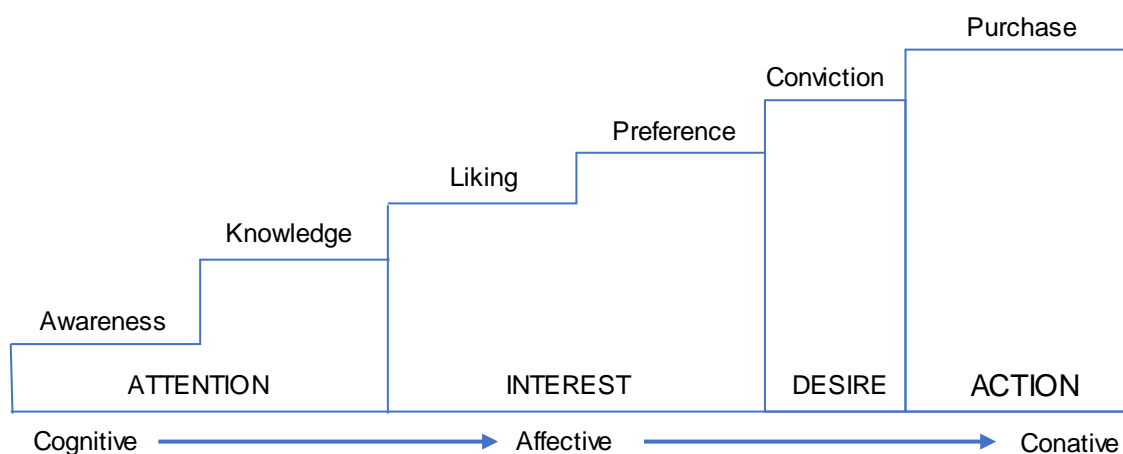 Purchase
Conviction
Preference
Liking
Knowledge
Awareness
ATTENTION INTEREST DESIRE ACTION
Cognitive Affective Conative